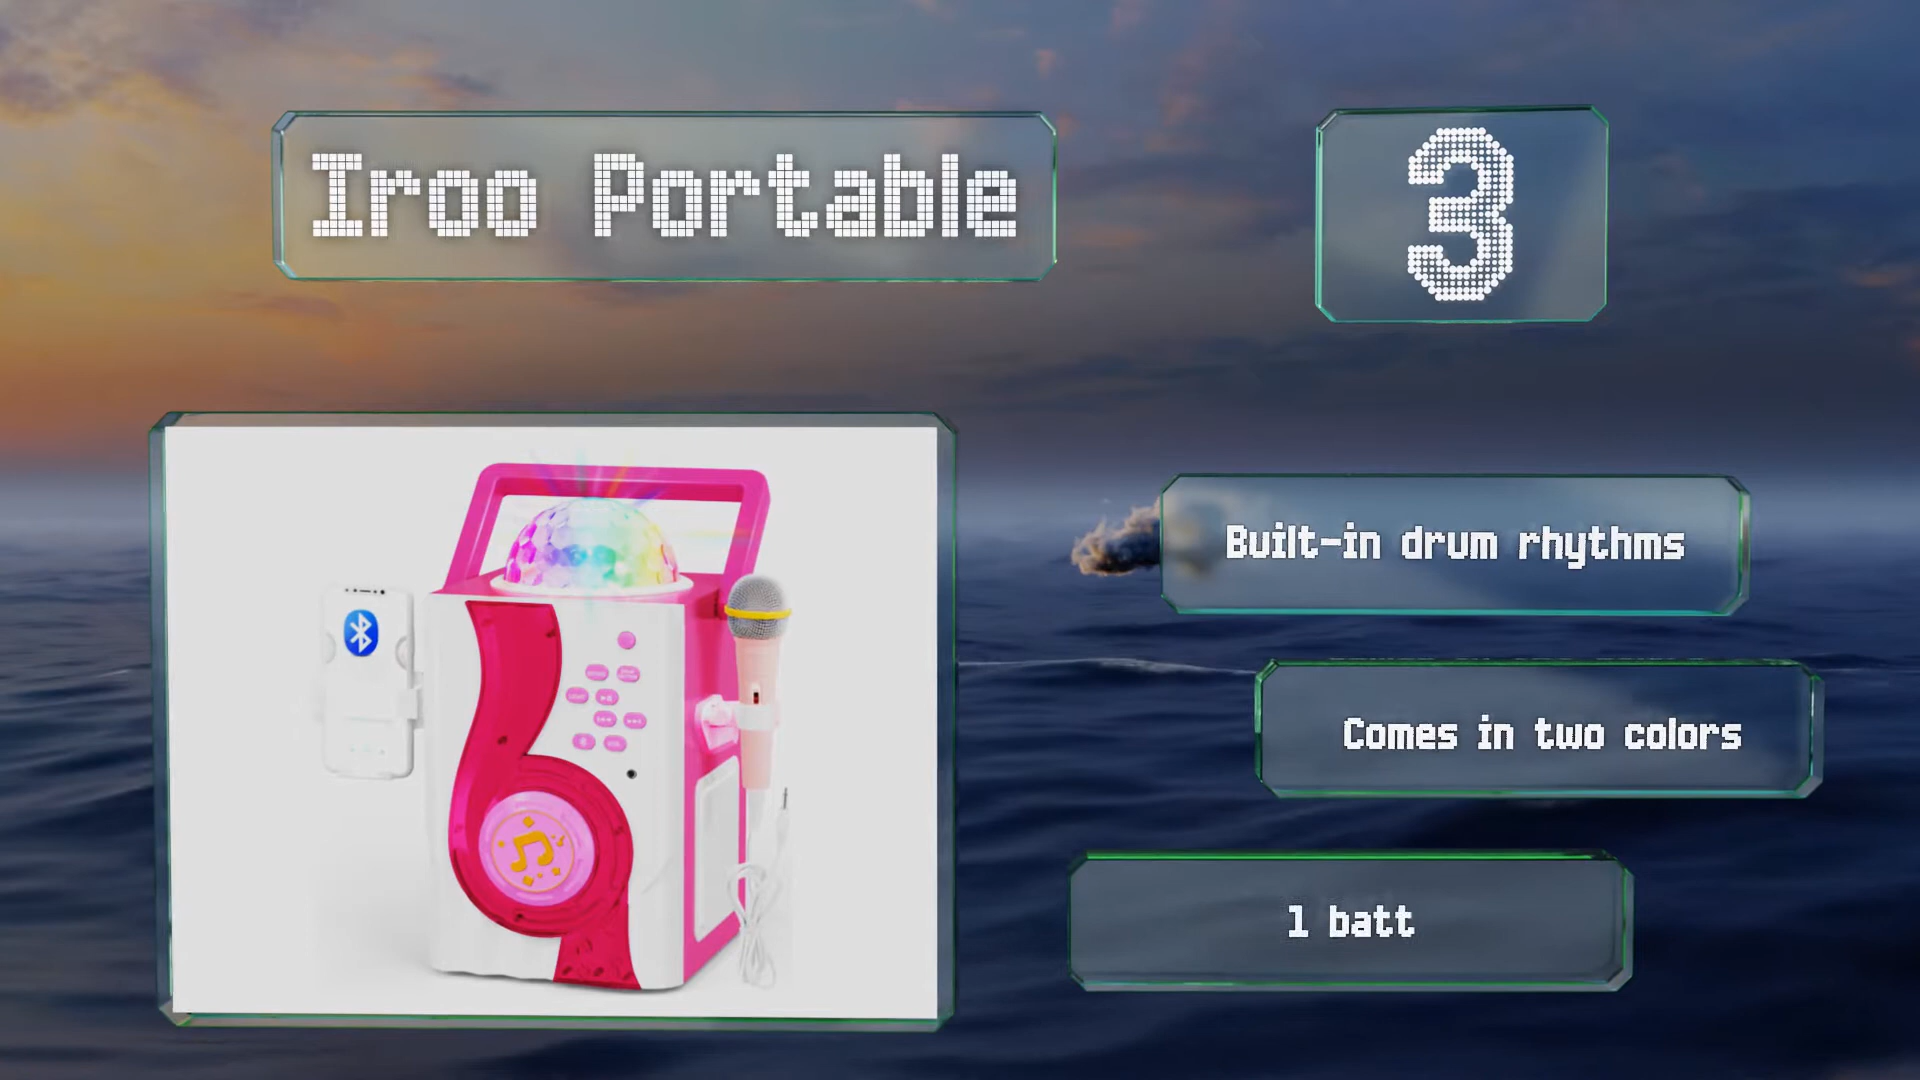 Iroo Portable
3
Built-in drum rhythms
Comes in two colors
1 batt